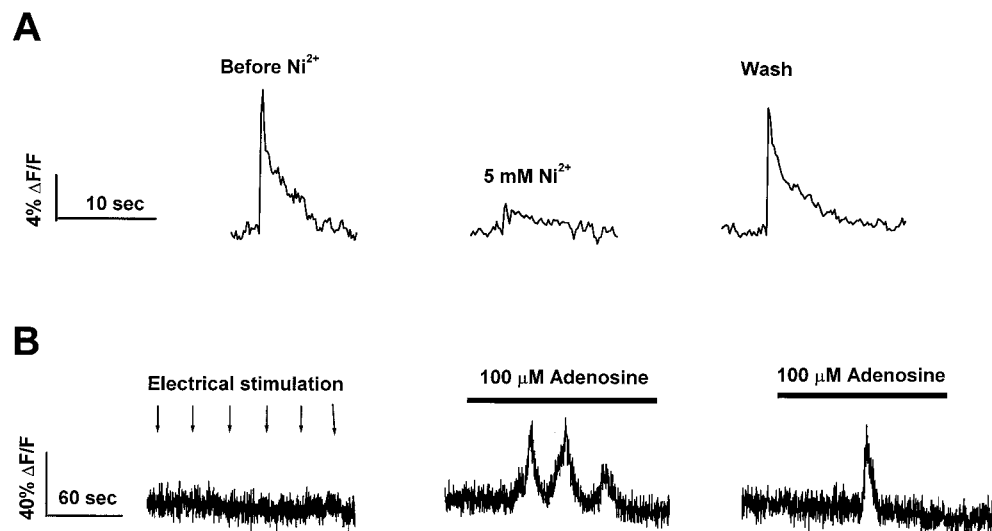 A
Before Ni²⁺
5 mM Ni²⁺
Wash
4% ΔF/F
10 sec
B
Electrical stimulation
100 μM Adenosine
100 μM Adenosine
40% ΔF/F
60 sec